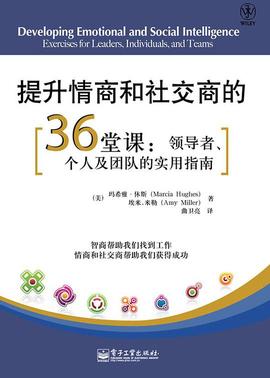 Developing Emotional and Social Intelligence
Exercises for Leaders, Individuals, and Teams
WILEY
提升情商和社交商的
36堂课：领导者、
个人及团队的实用指南
（美）玛希雅·休斯（Marcia Hughes） 著
埃米.米勒（Amy Miller）
曲卫亮 译
智商帮助我们找到工作
情商和社交商帮助我们获得成功
电子工业出版社